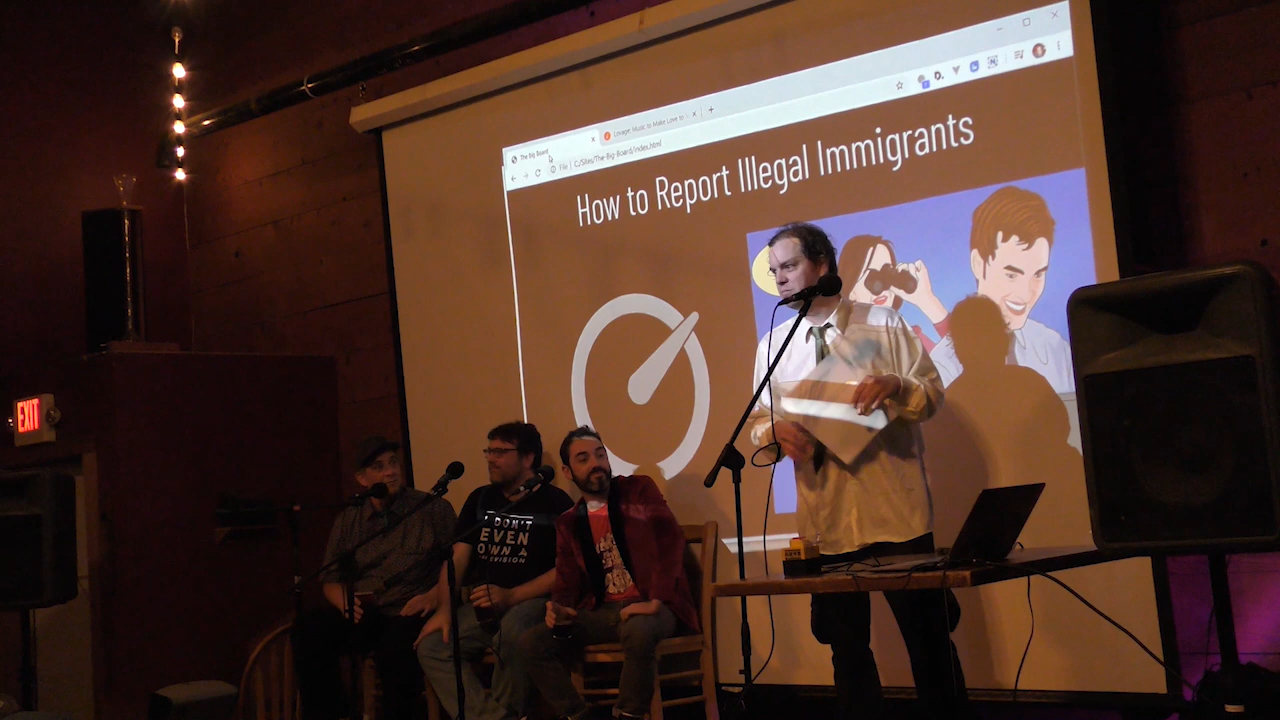 The Big Board
Lovage: Music to Make Love to
File | C:/Sites/The-Big-Board/index.html
How to Report Illegal Immigrants
EXIT
I DON'T
EVEN
OWN A
TELEVISION